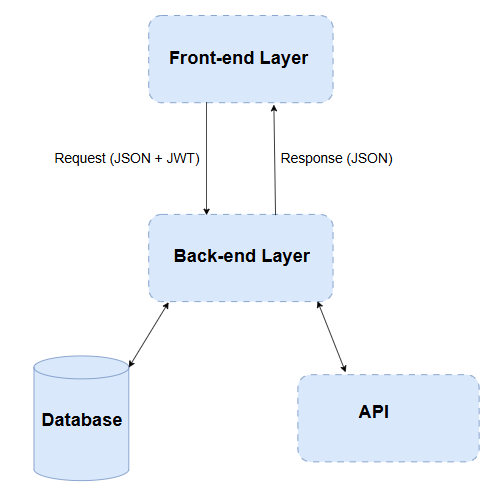 Front-end Layer
Request (JSON + JWT)
Response (JSON)
Back-end Layer
Database
API